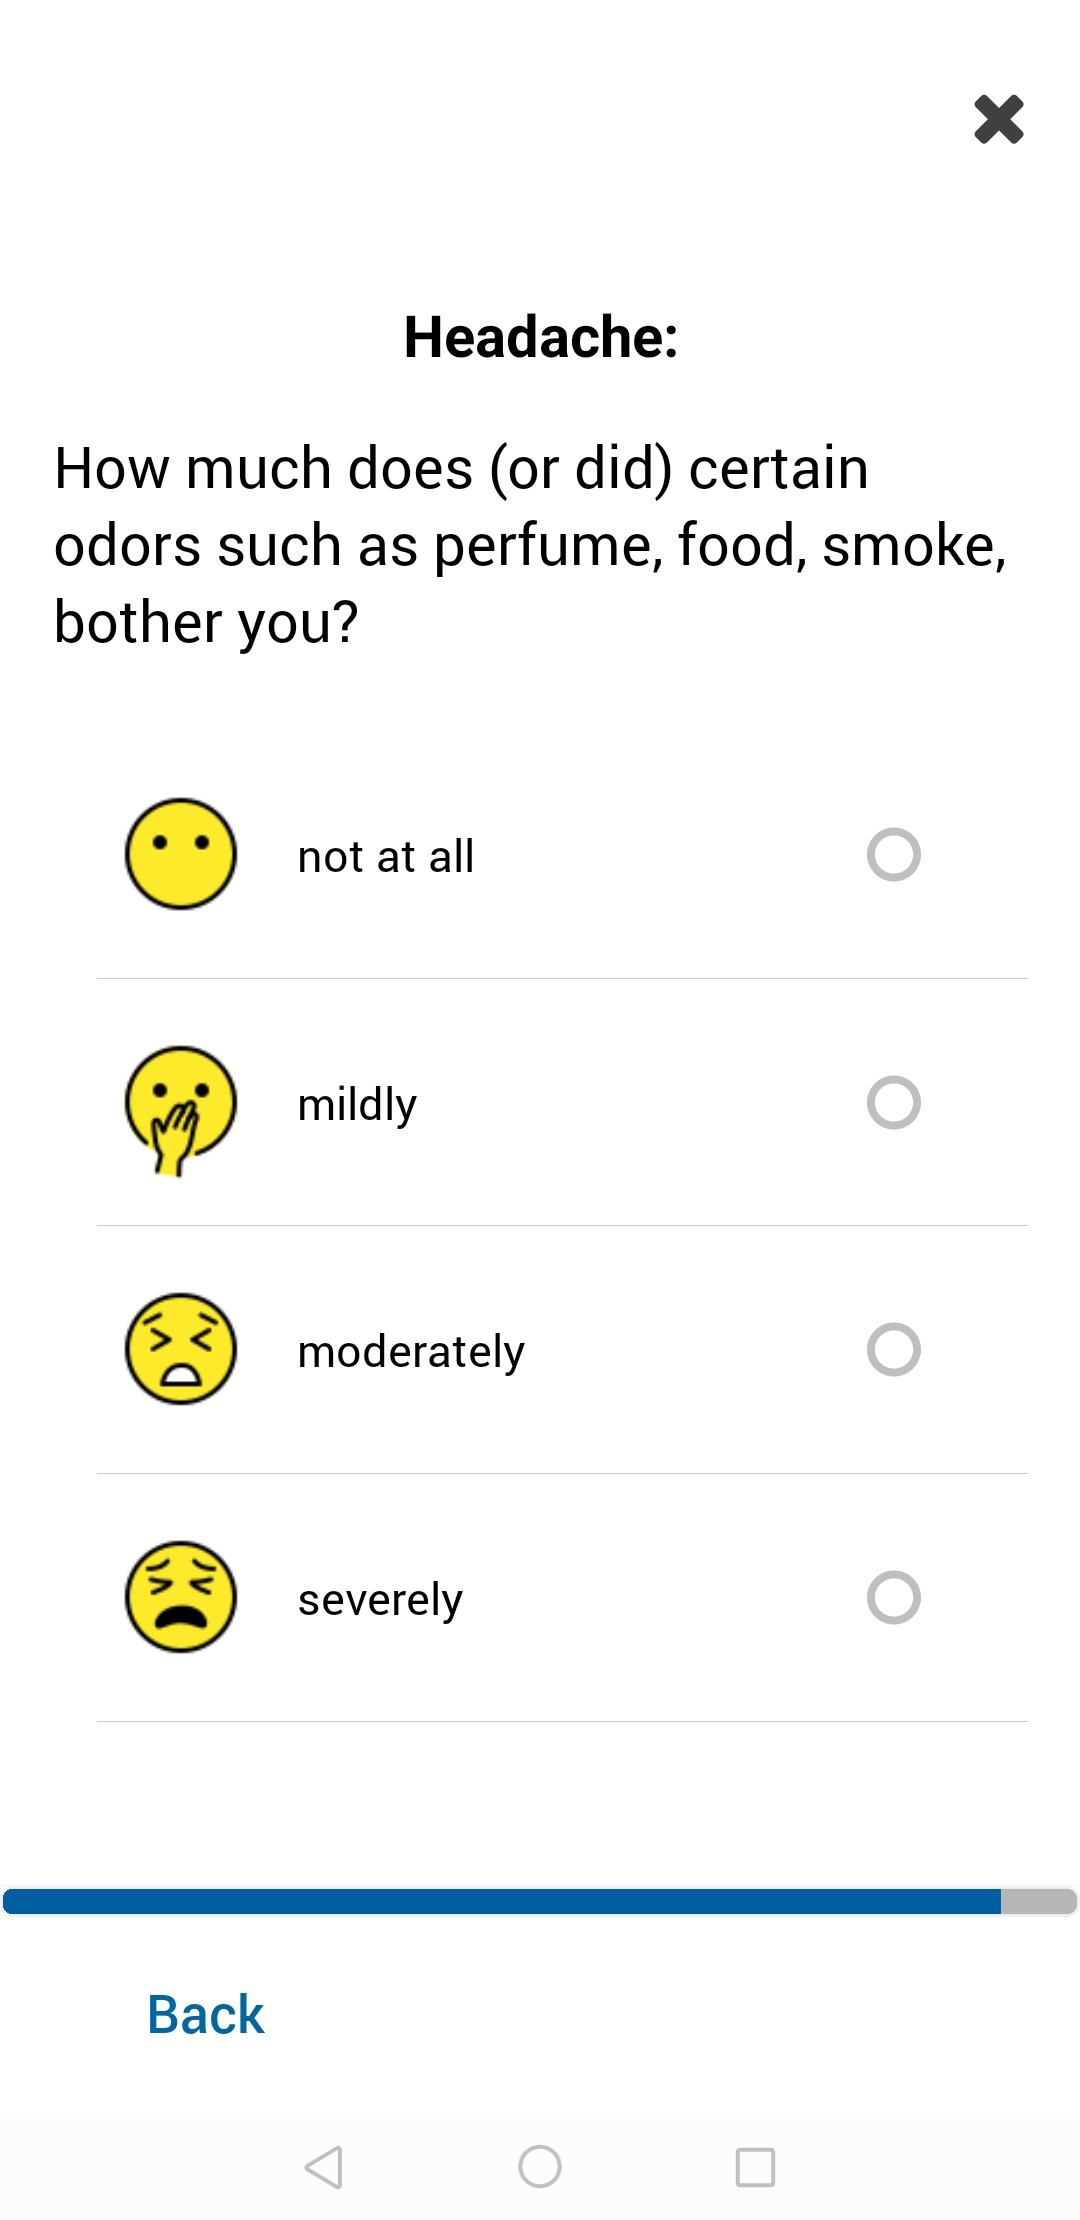 Headache:
How much does (or did) certain
odors such as perfume, food, smoke,
bother you?
not at all
mildly
moderately
severely
Back